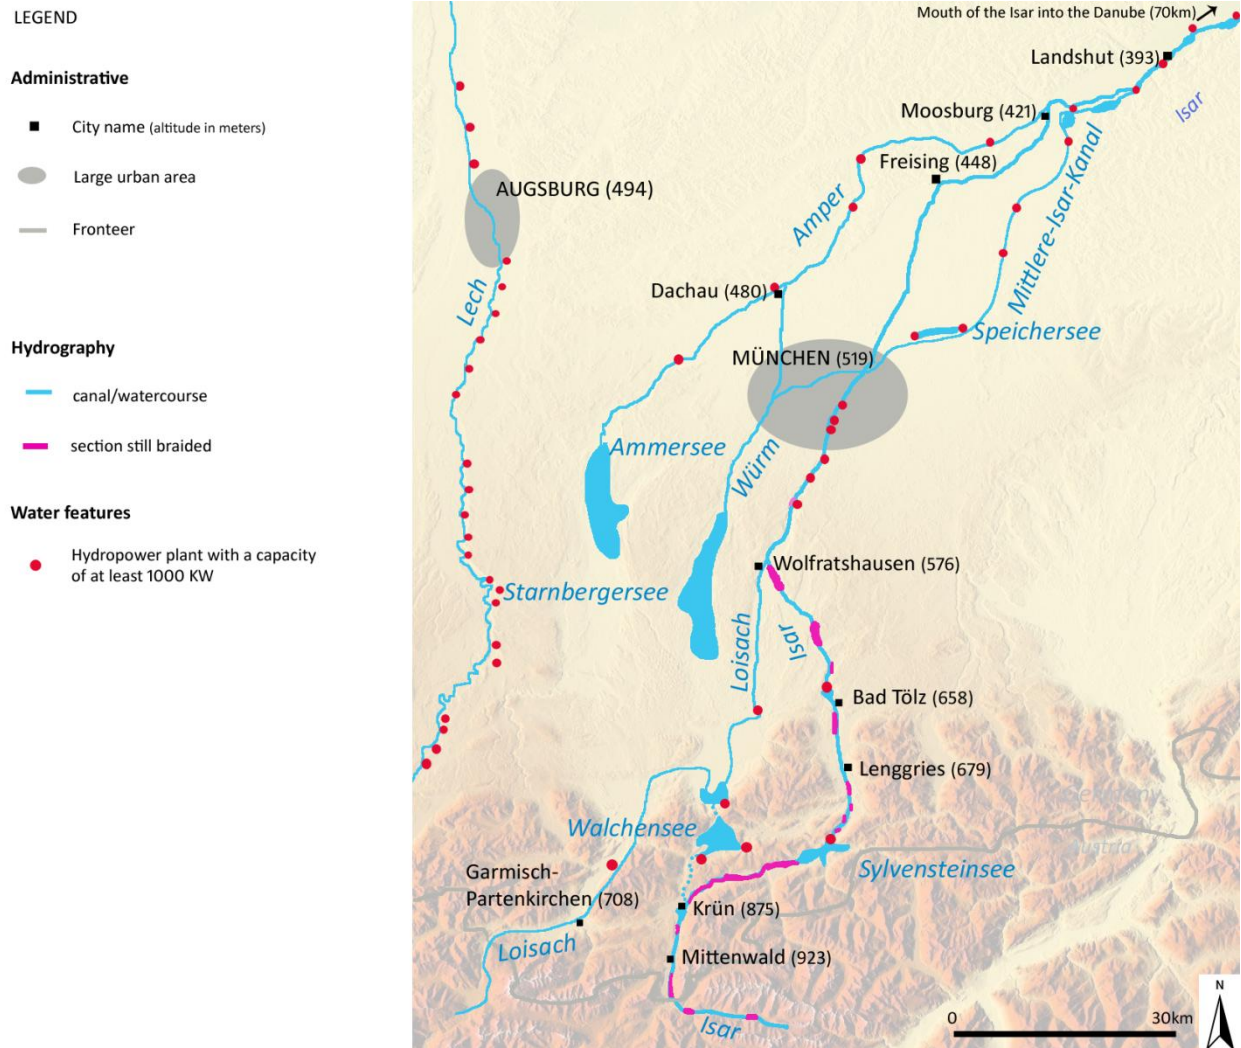 LEGEND
Administrative
City name (altitude in meters)
Large urban area
Fronteer
Hydrography
canal/watercourse
section still braided
Water features
Hydropower plant with a capacity
of at least 1000 KW
Mouth of the Isar into the Danube (70km)
Landshut (393)
Isar
Moosburg (421)
Freising (448)
Mittlere-Isar-Kanal
AUGSBURG (494)
Amper
Lech
Dachau (480)
Speichersee
MÜNCHEN (519)
Ammersee
Würm
Wolfratshausen (576)
Starnbergersee
Loisach
Isar
Bad Tölz (658)
Lenggries (679)
Germany
Austria
Walchensee
Sylvensteinsee
Garmisch-
Partenkirchen (708)
Krün (875)
Loisach
Mittenwald (923)
Isar
N
0 30km